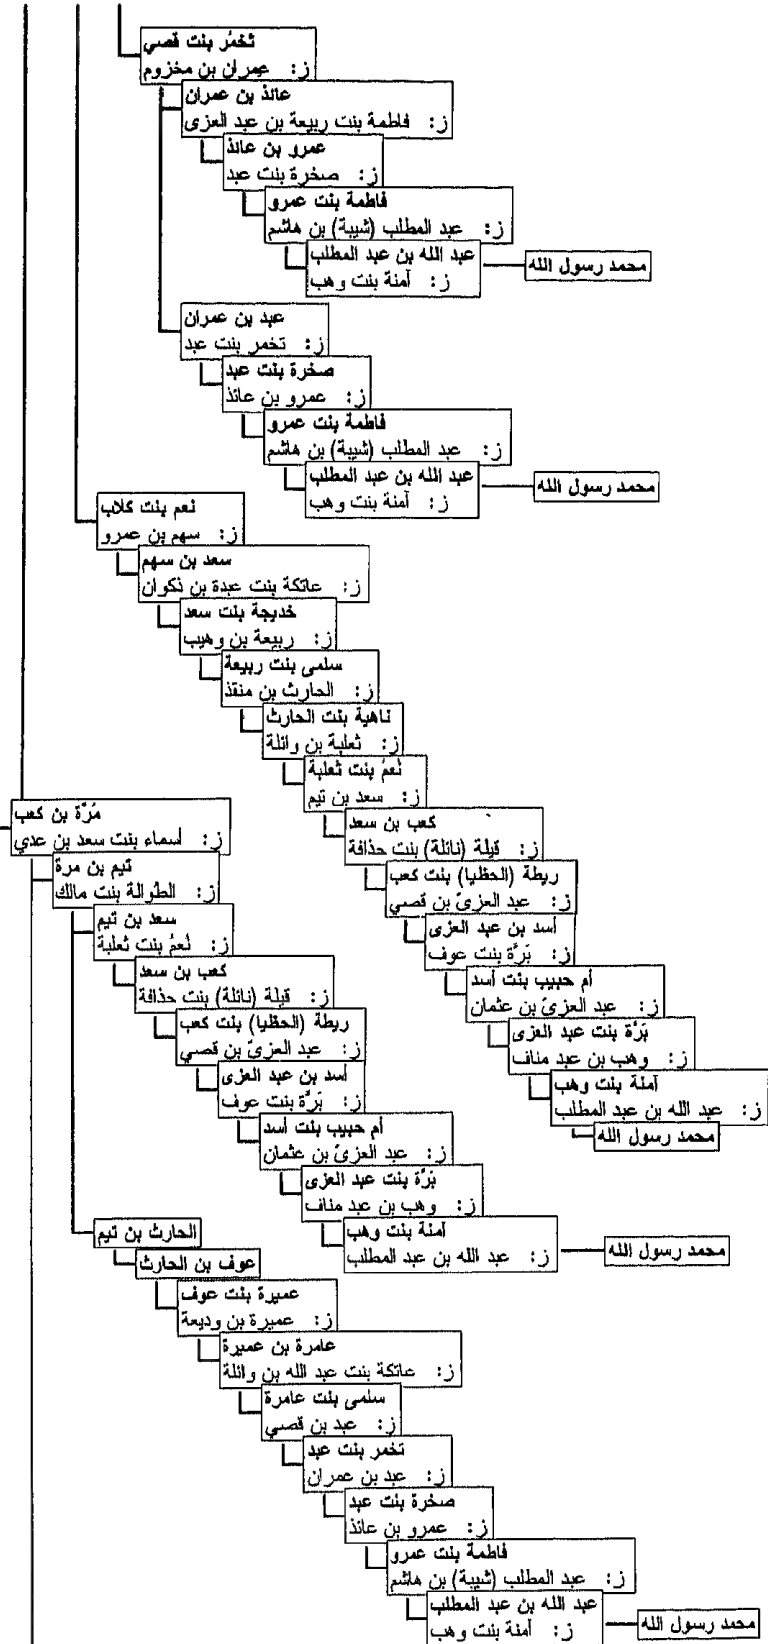 تخمُر بنت قصي
ز: عمران بن مخزوم
عائذ بن عمران
ز: فاطمة بنت ربيعة بن عبد العزى
عمرو بن عائذ
ز: صخرة بنت عبد
فاطمة بنت عمرو
ز: عبد المطلب (شيبة) بن هاشم
عبد الله بن عبد المطلب
ز: آمنة بنت وهب
محمد رسول الله
عبد بن عمران
ز: تخمر بنت عبد
صخرة بنت عبد
ز: عمرو بن عائذ
فاطمة بنت عمرو
ز: عبد المطلب (شيبة) بن هاشم
عبد الله بن عبد المطلب
ز: آمنة بنت وهب
محمد رسول الله
نعم بنت كلاب
ز: سهم بن عمرو
سعد بن سهم
ز: عاتكة بنت عبدة بن ذكوان
خديجة بنت سعد
ز: ربيعة بن وهيب
سلمى بنت ربيعة
ز: الحارث بن منقذ
ناهية بنت الحارث
ز: ثعلبة بن وائلة
نُعمُ بنت ثعلبة
ز: سعد بن تيم
كعب بن سعد
ز: قيلة (نائلة) بنت حذافة
ريطة (الحظيا) بنت كعب
ز: عبد العزىّ بن قصي
أسد بن عبد العزى
ز: بَرَّة بنت عوف
أم حبيب بنت أسد
ز: عبد العزىّ بن عثمان
بَرَّة بنت عبد العزى
ز: وهب بن عبد مناف
آمنة بنت وهب
ز: عبد الله بن عبد المطلب
محمد رسول الله
مُرَّة بن كعب
ز: أسماء بنت سعد بن عدي
تيم بن مرة
ز: الطوالة بنت مالك
سعد بن تيم
ز: نُعمُ بنت ثعلبة
كعب بن سعد
ز: قيلة (نائلة) بنت حذافة
ريطة (الحظيا) بنت كعب
ز: عبد العزىّ بن قصي
أسد بن عبد العزى
ز: بَرَّة بنت عوف
أم حبيب بنت أسد
ز: عبد العزىّ بن عثمان
بَرَّة بنت عبد العزى
ز: وهب بن عبد مناف
آمنة بنت وهب
ز: عبد الله بن عبد المطلب
محمد رسول الله
الحارث بن تيم
عوف بن الحارث
عميرة بنت عوف
ز: عميرة بن وديعة
عامرة بن عميرة
ز: عاتكة بنت عبد الله بن وائلة
سلمى بنت عامرة
ز: عبد بن قصي
تخمر بنت عبد
ز: عبد بن عمران
صخرة بنت عبد
ز: عمرو بن عائذ
فاطمة بنت عمرو
ز: عبد المطلب (شيبة) بن هاشم
عبد الله بن عبد المطلب
ز: آمنة بنت وهب
محمد رسول الله